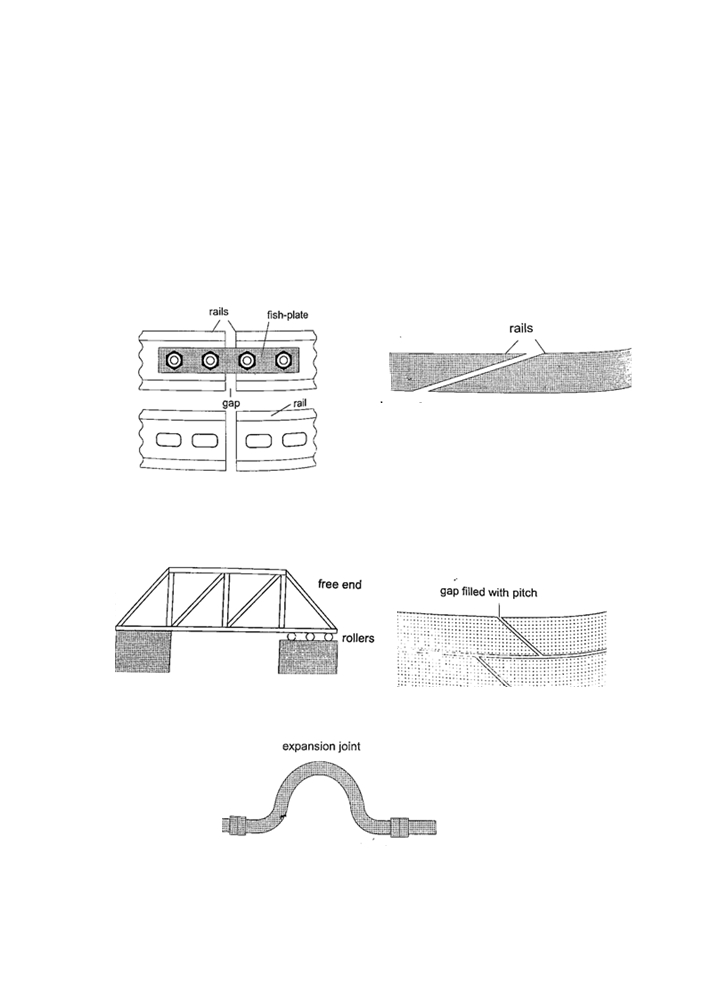 rails
fish-plate
gap
rail
rails
free end
rollers
gap filled with pitch
expansion joint